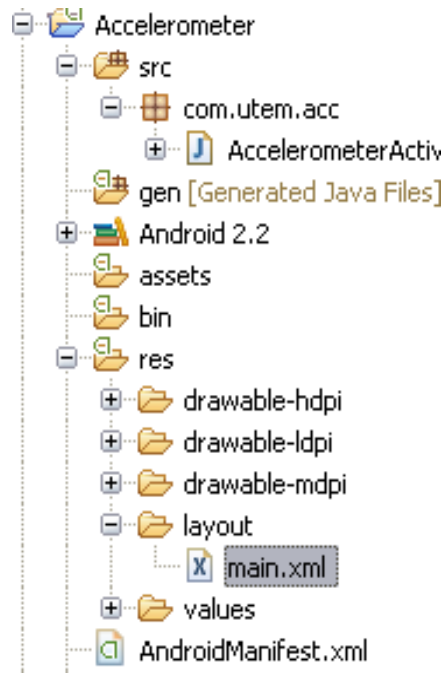 Accelerometer
src
com.utem.acc
AccelerometerActiv
gen [Generated Java Files]
Android 2.2
assets
bin
res
drawable-hdpi
drawable-ldpi
drawable-mdpi
layout
main.xml
values
AndroidManifest.xml